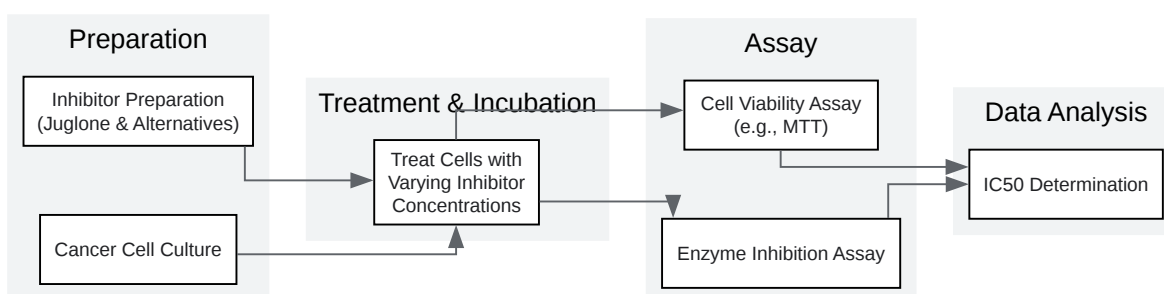 Preparation
Inhibitor Preparation
(Juglone & Alternatives)
Cancer Cell Culture
Treatment & Incubation
Treat Cells with
Varying Inhibitor
Concentrations
Assay
Cell Viability Assay
(e.g., MTT)
Enzyme Inhibition Assay
Data Analysis
IC50 Determination